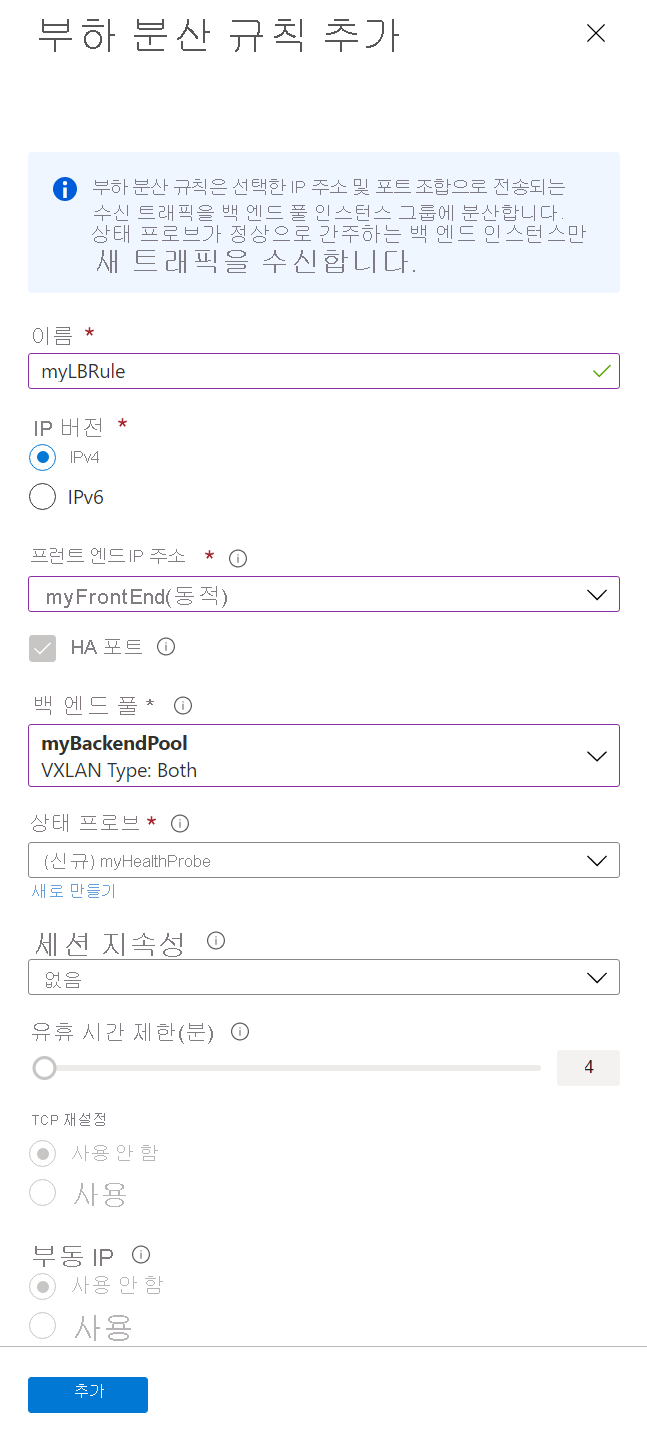 부하 분산 규칙 추가
부하 분산 규칙은 선택한 IP 주소 및 포트 조합으로 전송되는
수신 트래픽을 백 엔드 풀 인스턴스 그룹에 분산합니다.
상태 프로브가 정상으로 간주하는 백 엔드 인스턴스만
새 트래픽을 수신합니다.
이름 *
myLBRule
IP 버전 *
IPv4
IPv6
프런트 엔드 IP 주소 *
myFrontEnd(동적)
HA 포트
백 엔드 풀 *
myBackendPool
VXLAN Type: Both
상태 프로브 *
(신규) myHealthProbe
새로 만들기
세션 지속성
없음
유휴 시간 제한(분)
4
TCP 재설정
사용 안 함
사용
부동 IP
사용 안 함
사용
추가